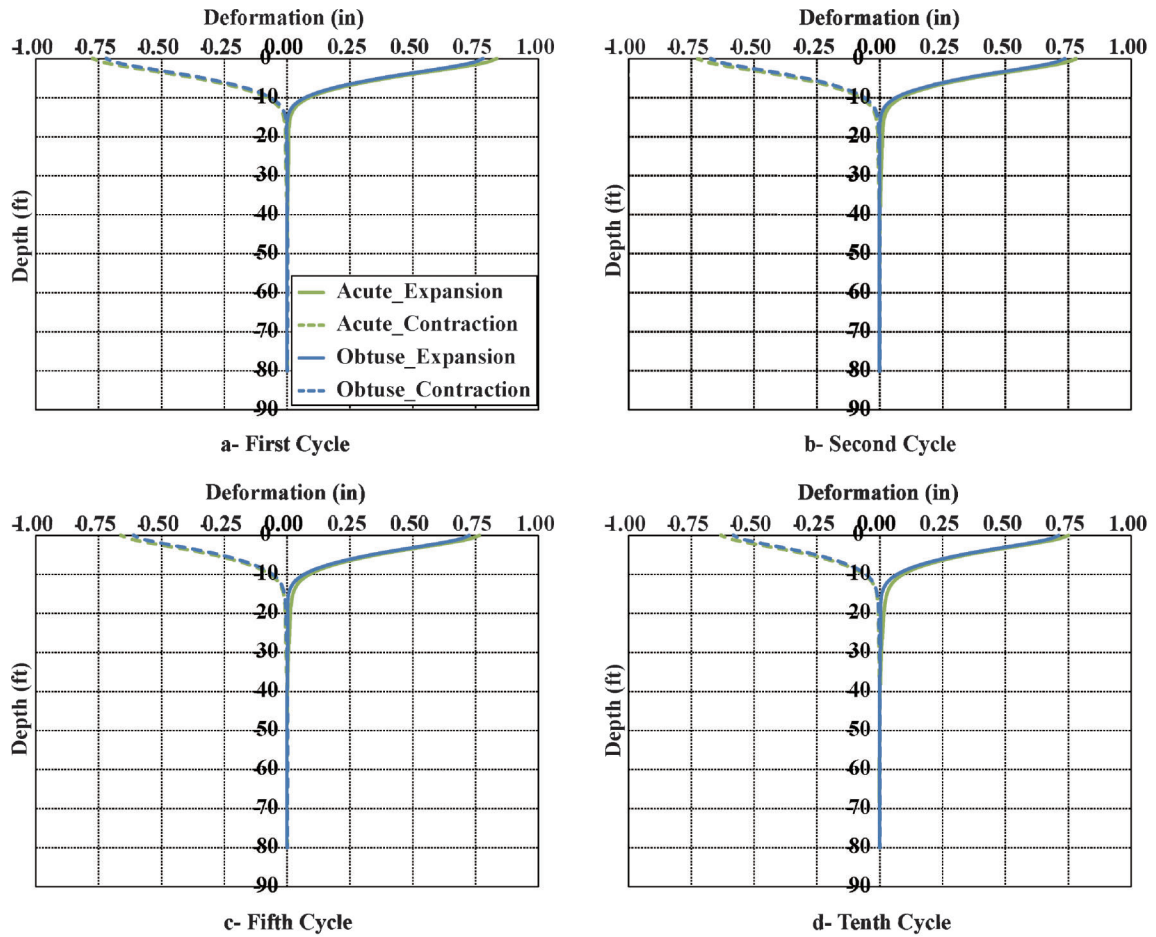 Deformation (in)
-1.00 -0.75 -0.50 -0.25 0.00 0.25 0.50 0.75 1.00
0
-10
-20
-30
-40
-50
-60
-70
-80
-90
Depth (ft)
Acute_Expansion
Acute_Contraction
Obtuse_Expansion
Obtuse_Contraction
a- First Cycle
Deformation (in)
-1.00 -0.75 -0.50 -0.25 0.00 0.25 0.50 0.75 1.00
0
-10
-20
-30
-40
-50
-60
-70
-80
-90
Depth (ft)
b- Second Cycle
Deformation (in)
-1.00 -0.75 -0.50 -0.25 0.00 0.25 0.50 0.75 1.00
0
-10
-20
-30
-40
-50
-60
-70
-80
-90
Depth (ft)
c- Fifth Cycle
Deformation (in)
-1.00 -0.75 -0.50 -0.25 0.00 0.25 0.50 0.75 1.00
0
-10
-20
-30
-40
-50
-60
-70
-80
-90
Depth (ft)
d- Tenth Cycle